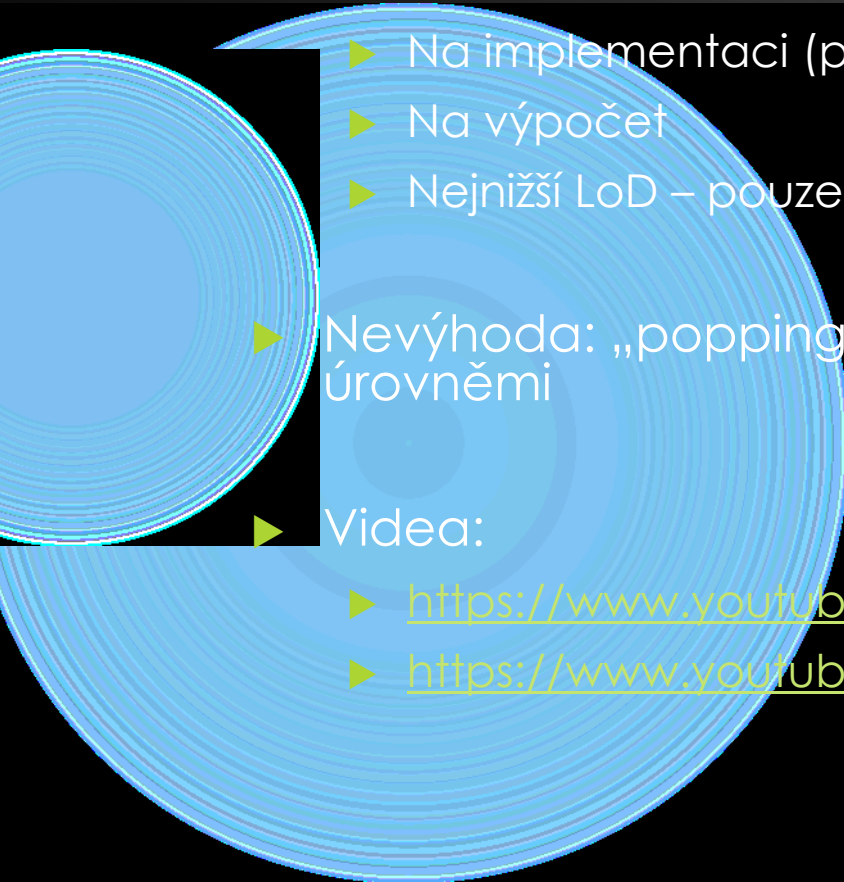 Na implementaci (p
Na výpočet
Nejnižší LoD – pouze
Nevýhoda: „popping
úrovněmi
Videa:
https://www.youtub
https://www.youtub